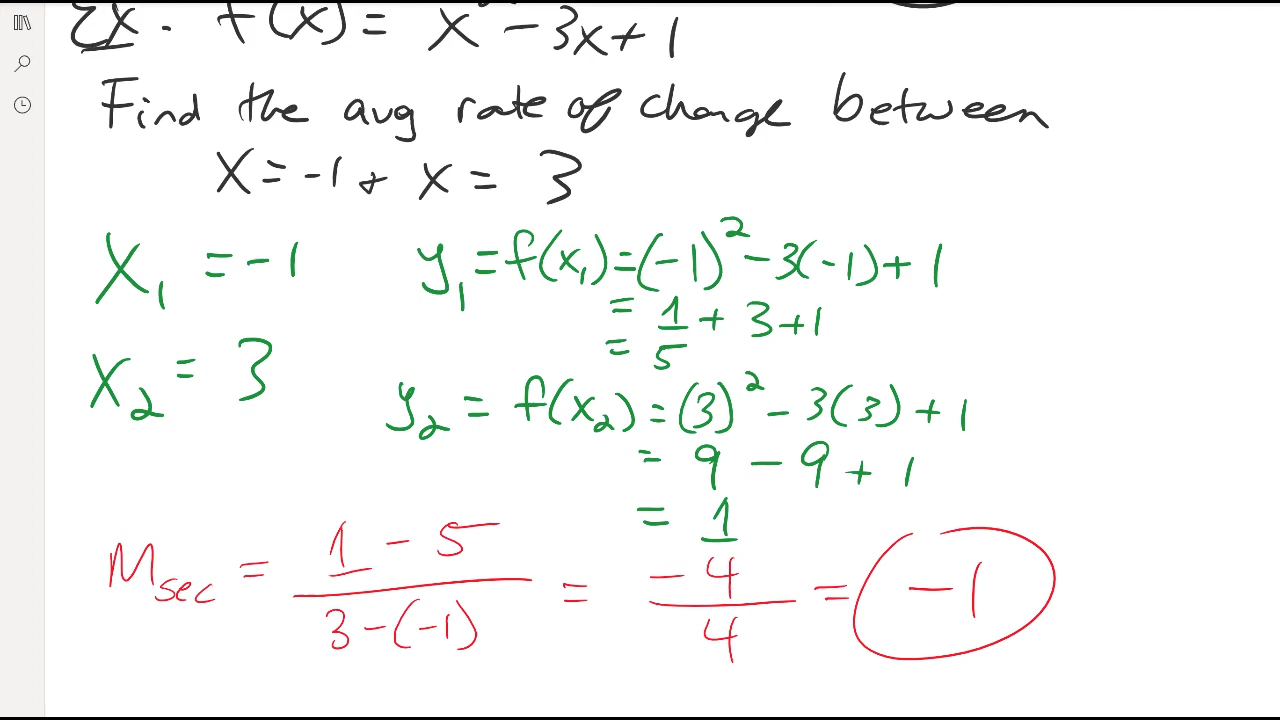 Ex. f(x) = x² - 3x + 1
Find the avg rate of change between
x = -1 + x = 3
x₁ = -1
y₁ = f(x₁) = (-1)² - 3(-1) + 1
= 1 + 3 + 1
= 5
x₂ = 3
y₂ = f(x₂) = (3)² - 3(3) + 1
= 9 - 9 + 1
= 1
Msec = 1 - 5 / 3 - (-1) = -4 / 4 = -1